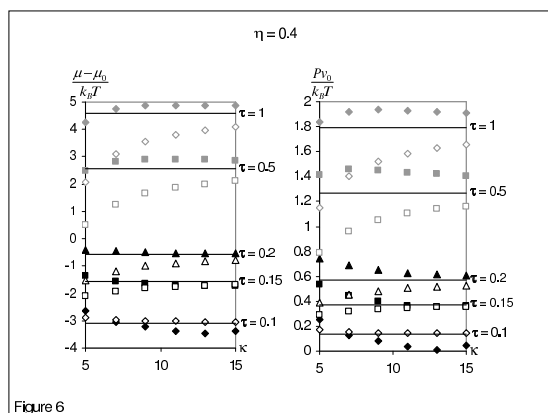 η = 0.4
μ − μ₀
k_BT
Pv₀
k_BT
5
4
3
2
1
0
-1
-2
-3
-4
τ = 1
τ = 0.5
τ = 0.2
τ = 0.15
τ = 0.1
5
10
15
κ
2
1.8
1.6
1.4
1.2
1
0.8
0.6
0.4
0.2
0
τ = 1
τ = 0.5
τ = 0.2
τ = 0.15
τ = 0.1
5
10
15
κ
Figure 6